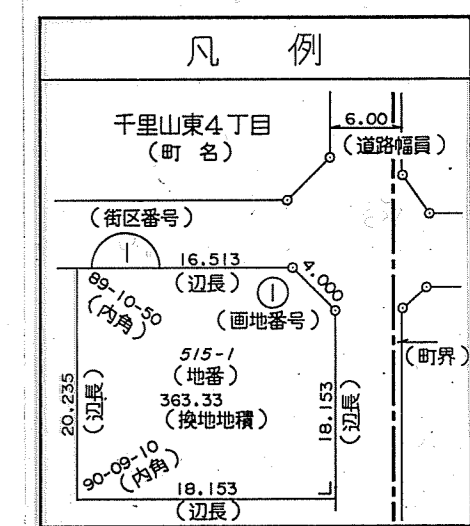 凡 例
千里山東4丁目
(町 名)
6.00
(道路幅員)
(街区番号)
1
16.513
(辺長)
4.000
89-10-50
(内角)
1
(画地番号)
515-1
(地番)
363.33
(換地地積)
20.235
(辺長)
18.153
(辺長)
(町界)
90-09-10
(内角)
18.153
(辺長)